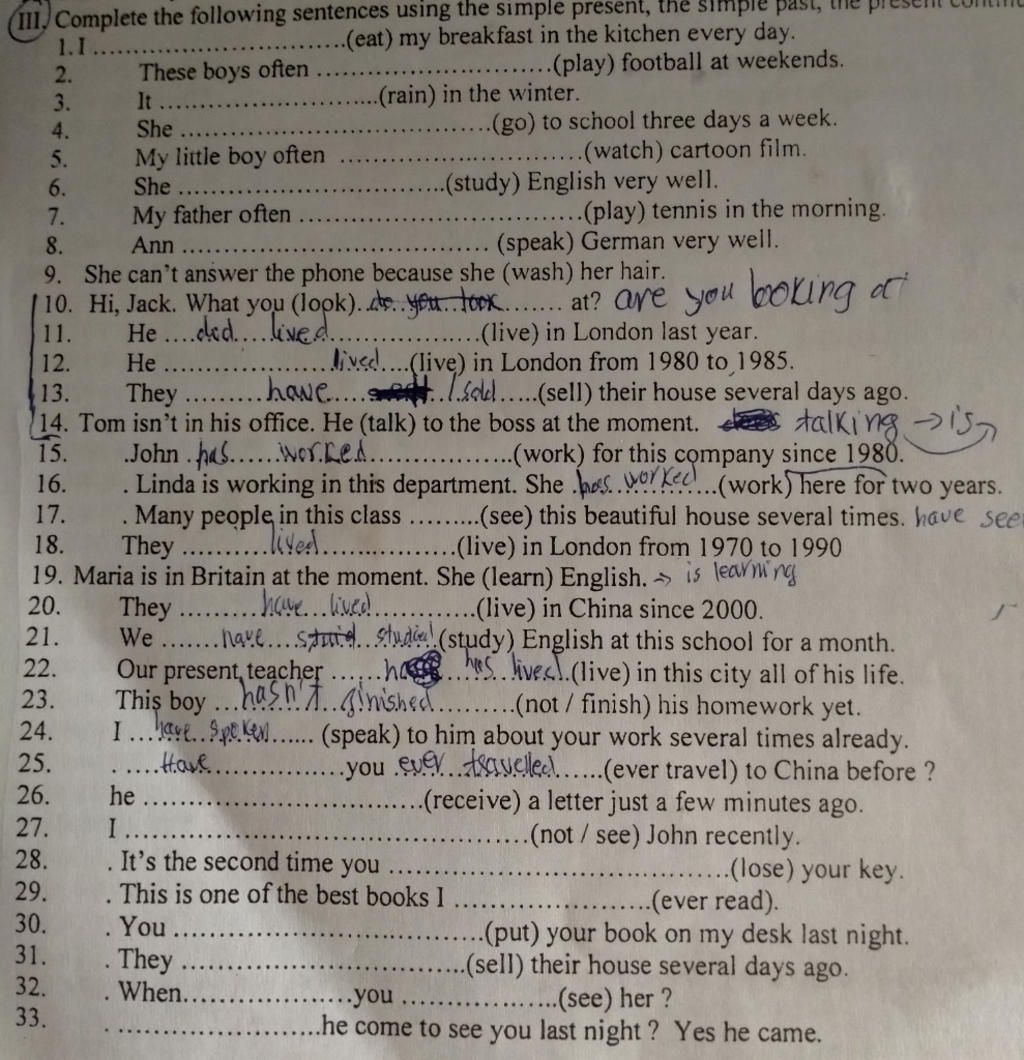 III. Complete the following sentences using the simple present, the simple past, the present
1. I ..............................(eat) my breakfast in the kitchen every day.
2. These boys often ..............................(play) football at weekends.
3. It ..............................(rain) in the winter.
4. She ..............................(go) to school three days a week.
5. My little boy often ..............................(watch) cartoon film.
6. She ..............................(study) English very well.
7. My father often ..............................(play) tennis in the morning.
8. Ann .............................. (speak) German very well.
9. She can't answer the phone because she (wash) her hair.
10. Hi, Jack. What you (look)..do you look........ at? are you looking at
11. He ....did....lived..................(live) in London last year.
12. He ....................lived....(live) in London from 1980 to 1985.
13. They .........have........./sold.....(sell) their house several days ago.
14. Tom isn't in his office. He (talk) to the boss at the moment. talking → is
15. .John .has.....worked..................(work) for this company since 1980.
16. . Linda is working in this department. She .has..worked...(work) here for two years.
17. . Many people in this class .........(see) this beautiful house several times. have see
18. They ..........lived................(live) in London from 1970 to 1990
19. Maria is in Britain at the moment. She (learn) English. → is learning
20. They .........have...lived............(live) in China since 2000.
21. We .......have.......studied.(study) English at this school for a month.
22. Our present teacher ...........has..lived.(live) in this city all of his life.
23. This boy ...hasn't..finished.........(not / finish) his homework yet.
24. I ...have..spoken...... (speak) to him about your work several times already.
25. . ....Have...............you .ever...travelled......(ever travel) to China before ?
26. he ..............................(receive) a letter just a few minutes ago.
27. I ..............................(not / see) John recently.
28. . It's the second time you ..............................(lose) your key.
29. . This is one of the best books I .....................(ever read).
30. . You ..............................(put) your book on my desk last night.
31. . They ..............................(sell) their house several days ago.
32. . When..................you .................(see) her ?
33. . .....................he come to see you last night ? Yes he came.